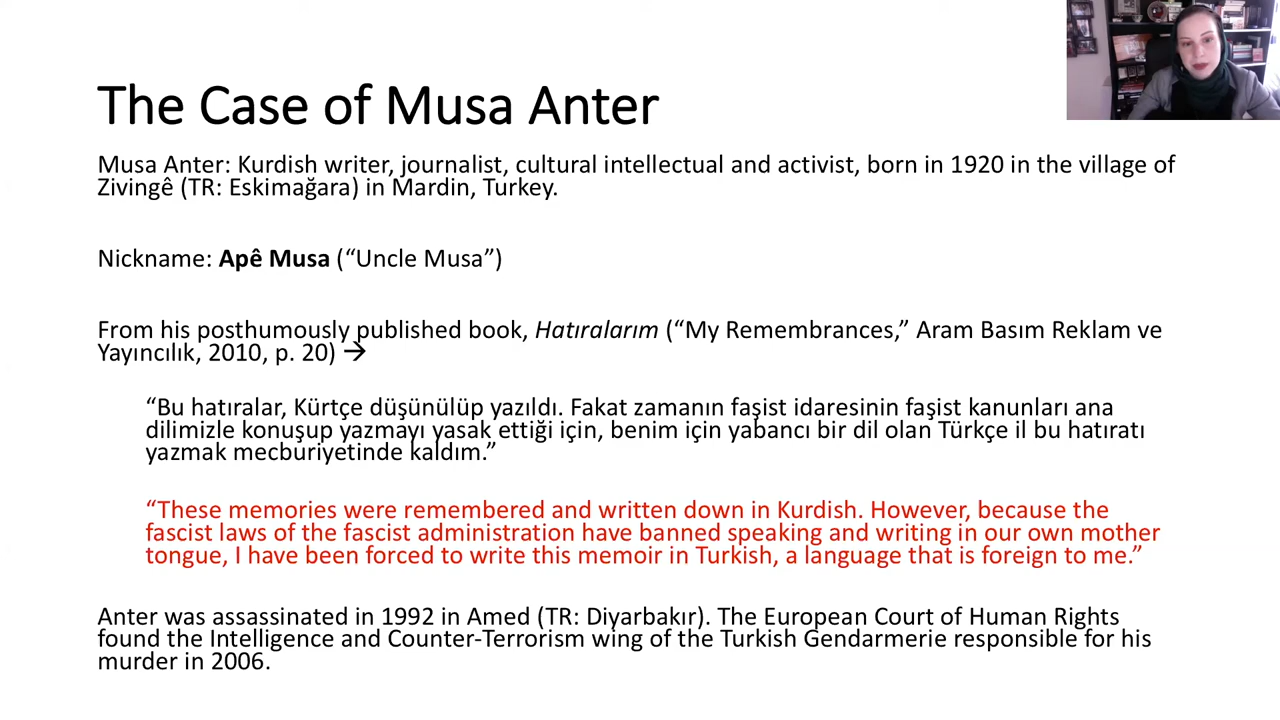 The Case of Musa Anter
Musa Anter: Kurdish writer, journalist, cultural intellectual and activist, born in 1920 in the village of
Zivingê (TR: Eskimağara) in Mardin, Turkey.
Nickname: Apê Musa (“Uncle Musa”)
From his posthumously published book, Hatıralarım (“My Remembrances,” Aram Basım Reklam ve
Yayıncılık, 2010, p. 20) →
“Bu hatıralar, Kürtçe düşünülüp yazıldı. Fakat zamanın faşist idaresinin faşist kanunları ana
dilimizle konuşup yazmayı yasak ettiği için, benim için yabancı bir dil olan Türkçe il bu hatıratı
yazmak mecburiyetinde kaldım.”
“These memories were remembered and written down in Kurdish. However, because the
fascist laws of the fascist administration have banned speaking and writing in our own mother
tongue, I have been forced to write this memoir in Turkish, a language that is foreign to me.”
Anter was assassinated in 1992 in Amed (TR: Diyarbakır). The European Court of Human Rights
found the Intelligence and Counter-Terrorism wing of the Turkish Gendarmerie responsible for his
murder in 2006.